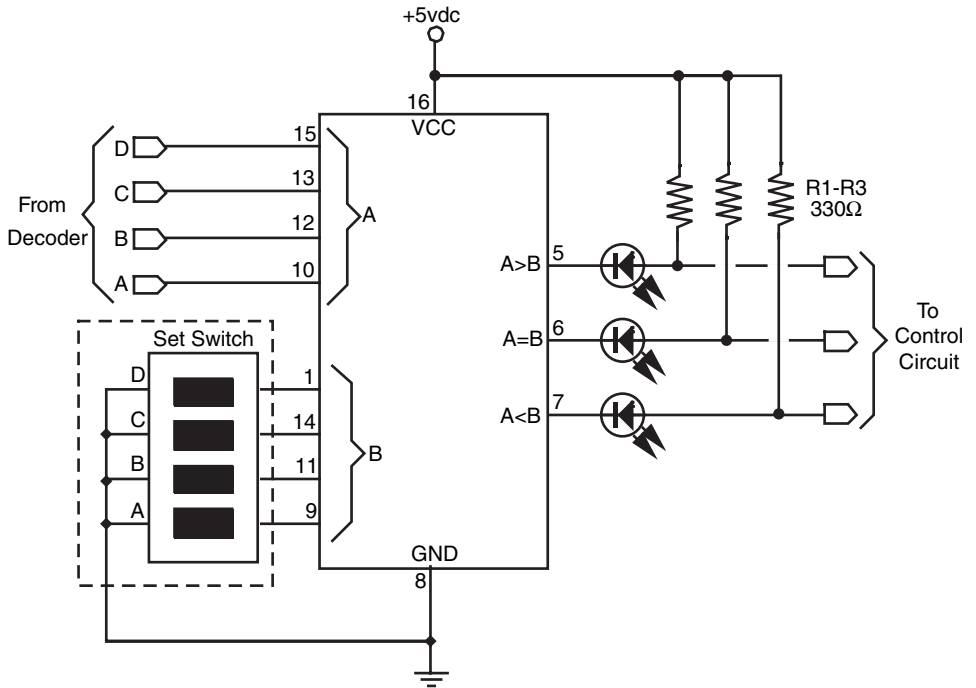 +5vdc
16
VCC
D
15
C
13
From
Decoder
B
12
A
10
A
R1-R3
330Ω
A>B
5
A=B
6
A<B
7
To
Control
Circuit
Set Switch
D
1
C
14
B
11
A
9
B
GND
8